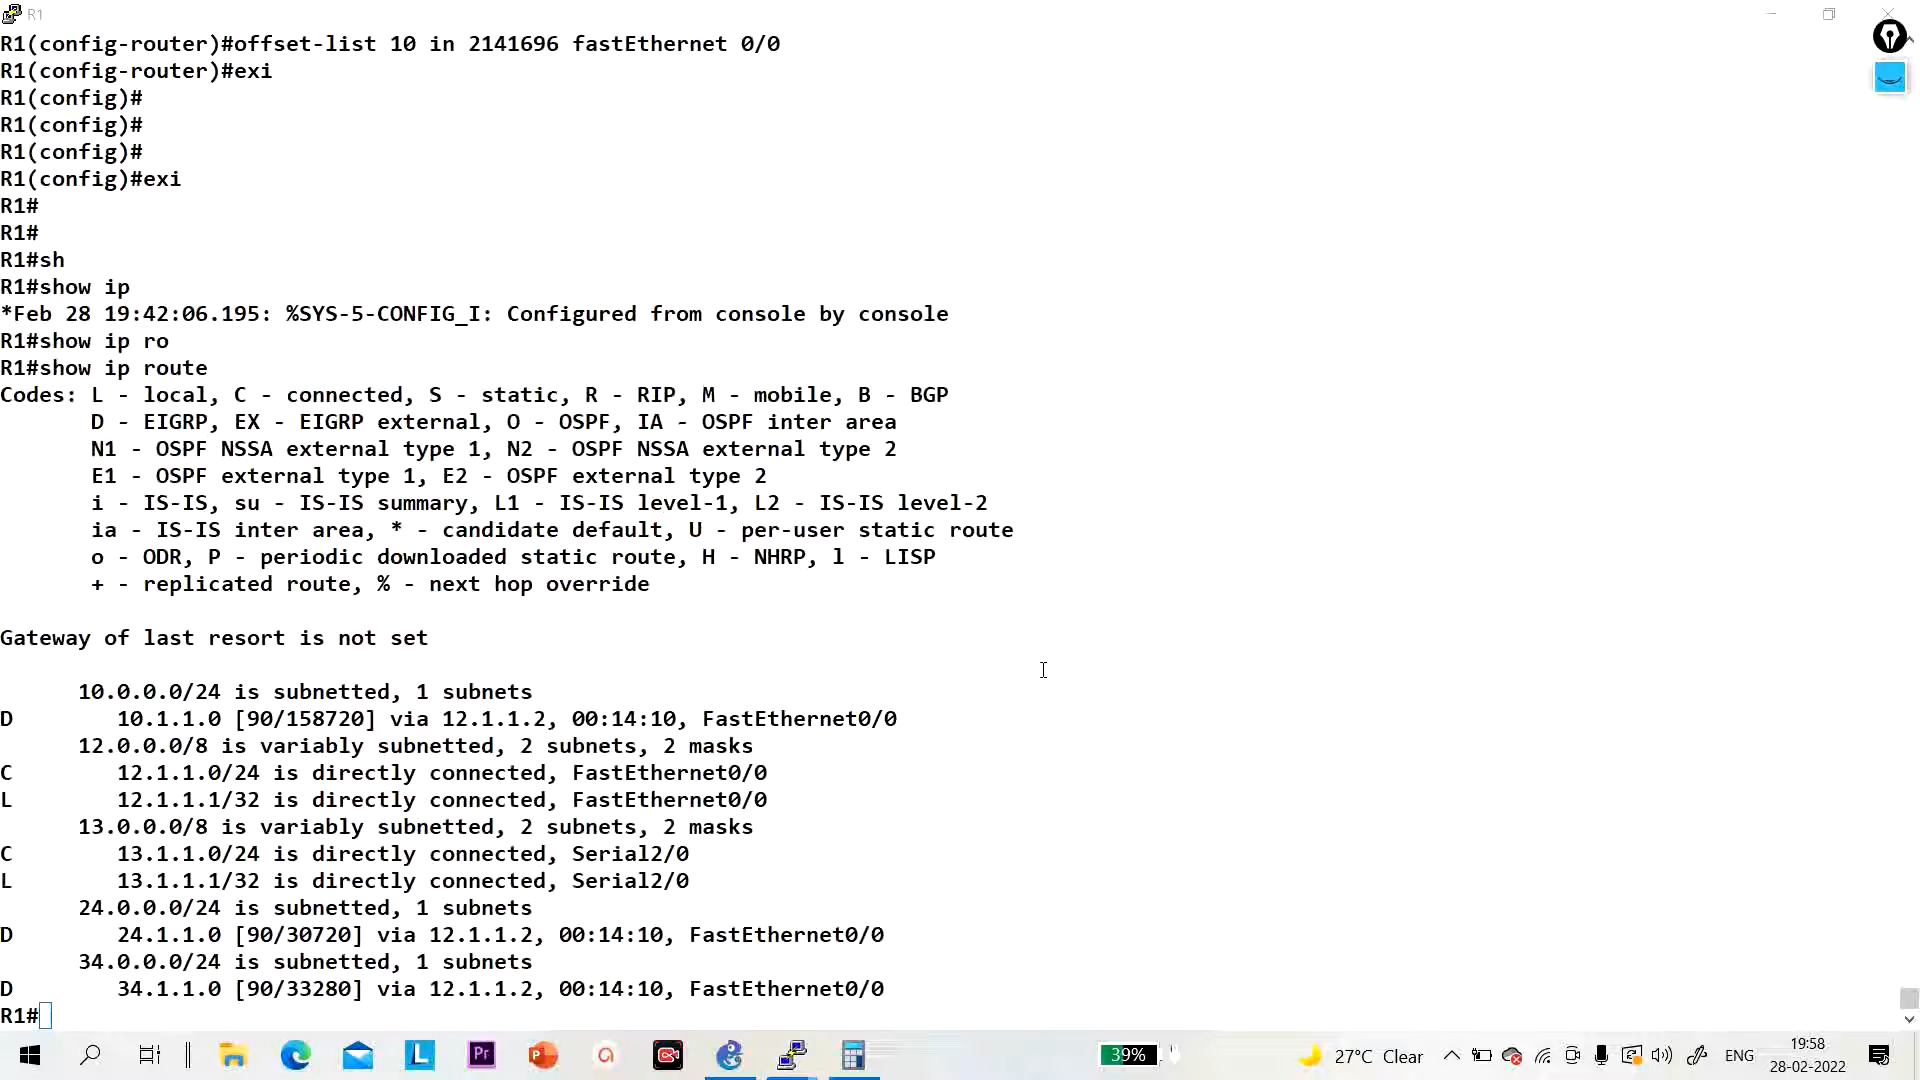 R1
R1(config-router)#offset-list 10 in 2141696 fastEthernet 0/0
R1(config-router)#exi
R1(config)#
R1(config)#
R1(config)#
R1(config)#exi
R1#
R1#
R1#sh
R1#show ip
*Feb 28 19:42:06.195: %SYS-5-CONFIG_I: Configured from console by console
R1#show ip ro
R1#show ip route
Codes: L - local, C - connected, S - static, R - RIP, M - mobile, B - BGP
D - EIGRP, EX - EIGRP external, O - OSPF, IA - OSPF inter area
N1 - OSPF NSSA external type 1, N2 - OSPF NSSA external type 2
E1 - OSPF external type 1, E2 - OSPF external type 2
i - IS-IS, su - IS-IS summary, L1 - IS-IS level-1, L2 - IS-IS level-2
ia - IS-IS inter area, * - candidate default, U - per-user static route
o - ODR, P - periodic downloaded static route, H - NHRP, l - LISP
+ - replicated route, % - next hop override
Gateway of last resort is not set
10.0.0.0/24 is subnetted, 1 subnets
D 10.1.1.0 [90/158720] via 12.1.1.2, 00:14:10, FastEthernet0/0
12.0.0.0/8 is variably subnetted, 2 subnets, 2 masks
C 12.1.1.0/24 is directly connected, FastEthernet0/0
L 12.1.1.1/32 is directly connected, FastEthernet0/0
13.0.0.0/8 is variably subnetted, 2 subnets, 2 masks
C 13.1.1.0/24 is directly connected, Serial2/0
L 13.1.1.1/32 is directly connected, Serial2/0
24.0.0.0/24 is subnetted, 1 subnets
D 24.1.1.0 [90/30720] via 12.1.1.2, 00:14:10, FastEthernet0/0
34.0.0.0/24 is subnetted, 1 subnets
D 34.1.1.0 [90/33280] via 12.1.1.2, 00:14:10, FastEthernet0/0
R1#
L Pr P 39% 27°C Clear ENG 19:58
28-02-2022